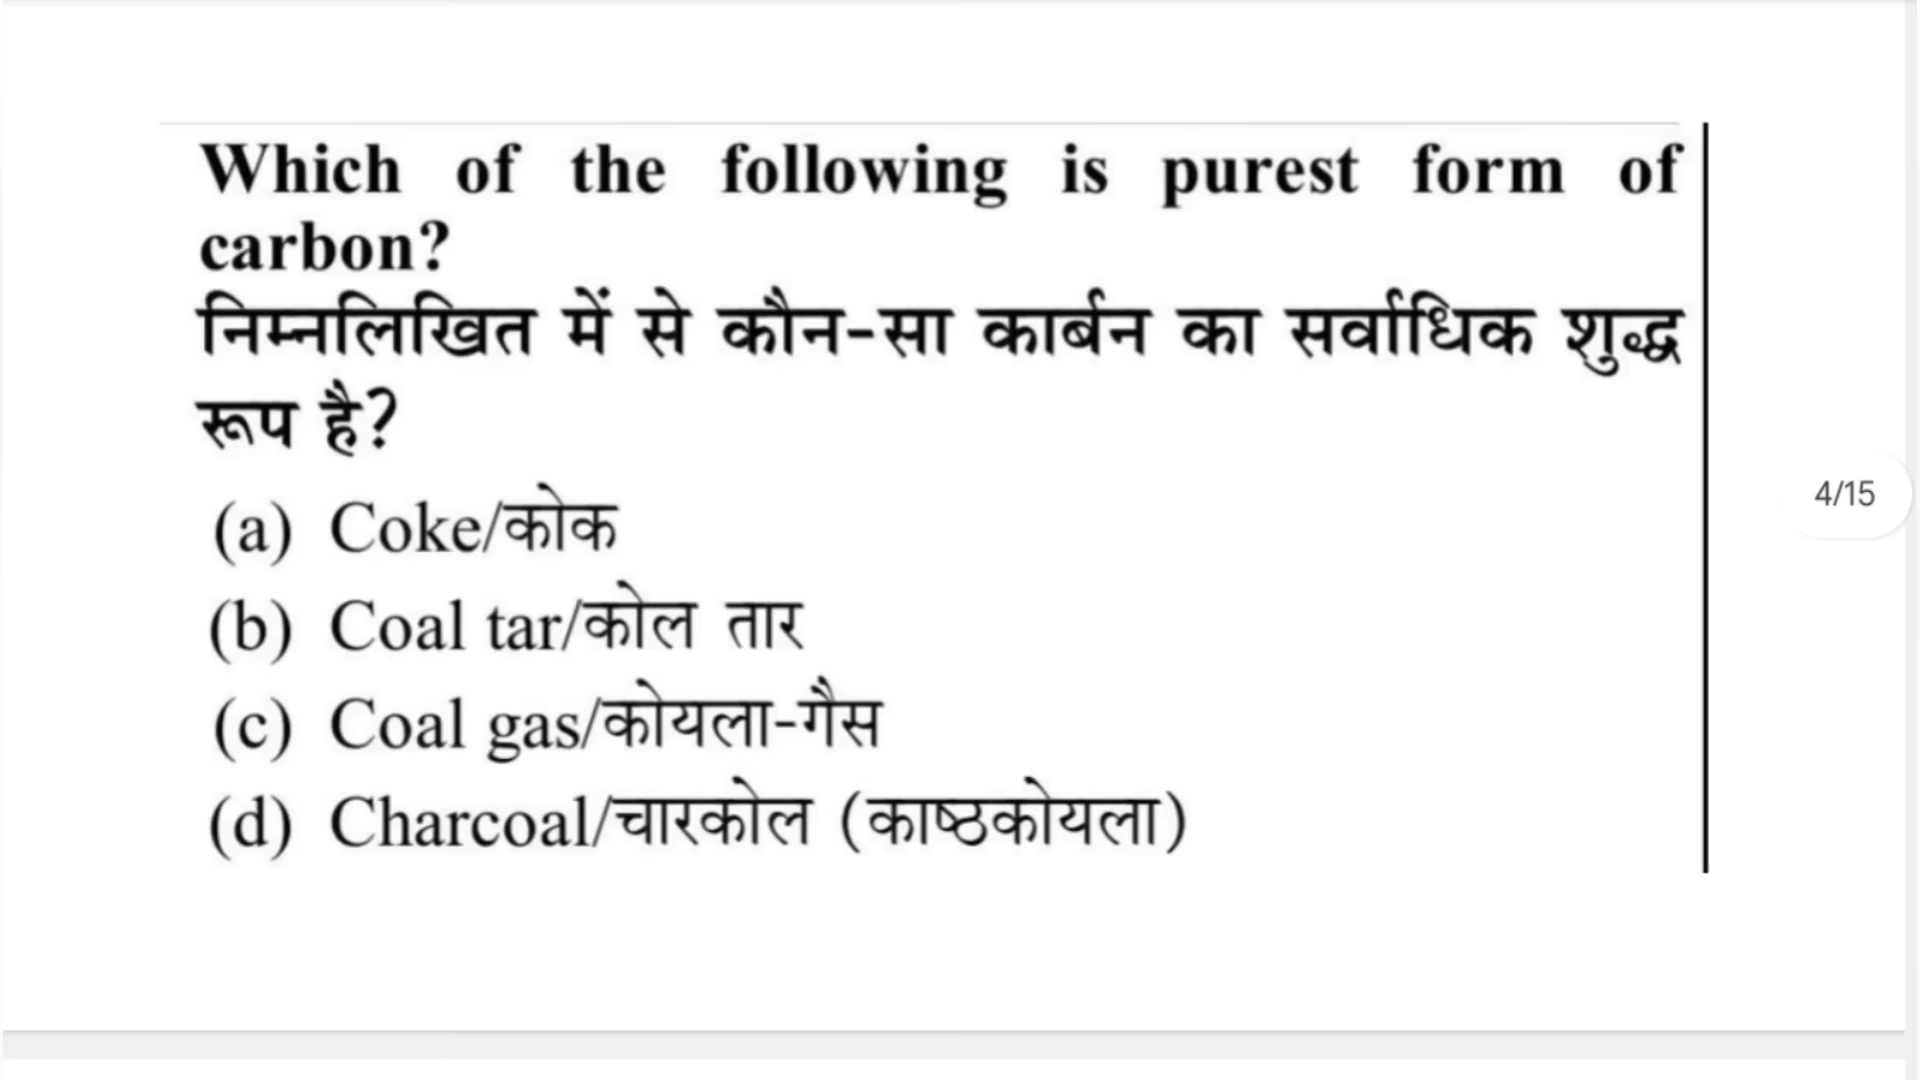 Which of the following is purest form of
carbon?
निम्नलिखित में से कौन-सा कार्बन का सर्वाधिक शुद्ध
रूप है?
(a) Coke/कोक
(b) Coal tar/कोल तार
(c) Coal gas/कोयला-गैस
(d) Charcoal/चारकोल (काष्ठकोयला)
4/15